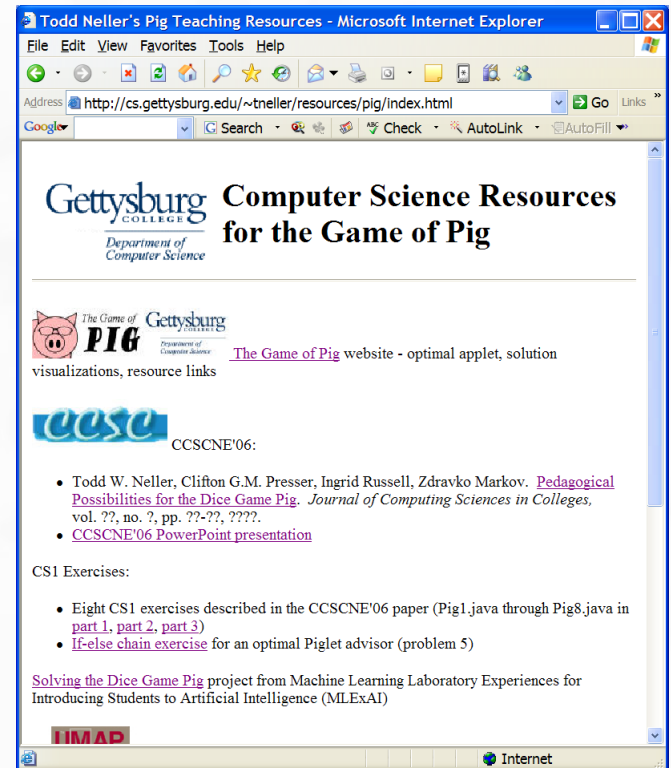 Todd Neller's Pig Teaching Resources - Microsoft Internet Explorer
File Edit View Favorites Tools Help
Address http://cs.gettysburg.edu/~tneller/resources/pig/index.html Go Links »
Google Search Check AutoLink AutoFill
Gettysburg
COLLEGE
Department of
Computer Science
Computer Science Resources
for the Game of Pig
The Game of
PIG
Gettysburg
COLLEGE
Department of
Computer Science
The Game of Pig website - optimal applet, solution
visualizations, resource links
CCSC
CCSCNE'06:
• Todd W. Neller, Clifton G.M. Presser, Ingrid Russell, Zdravko Markov. Pedagogical
Possibilities for the Dice Game Pig. Journal of Computing Sciences in Colleges,
vol. ??, no. ?, pp. ??-??, ????.
• CCSCNE'06 PowerPoint presentation
CS1 Exercises:
• Eight CS1 exercises described in the CCSCNE'06 paper (Pig1.java through Pig8.java in
part 1, part 2, part 3)
• If-else chain exercise for an optimal Piglet advisor (problem 5)
Solving the Dice Game Pig project from Machine Learning Laboratory Experiences for
Introducing Students to Artificial Intelligence (MLExAI)
UMAP
Internet